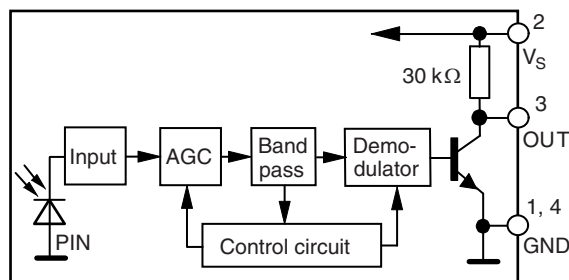 2
V_S
30 kΩ
3
OUT
Input
AGC
Band
pass
Demo-
dulator
1, 4
GND
PIN
Control circuit